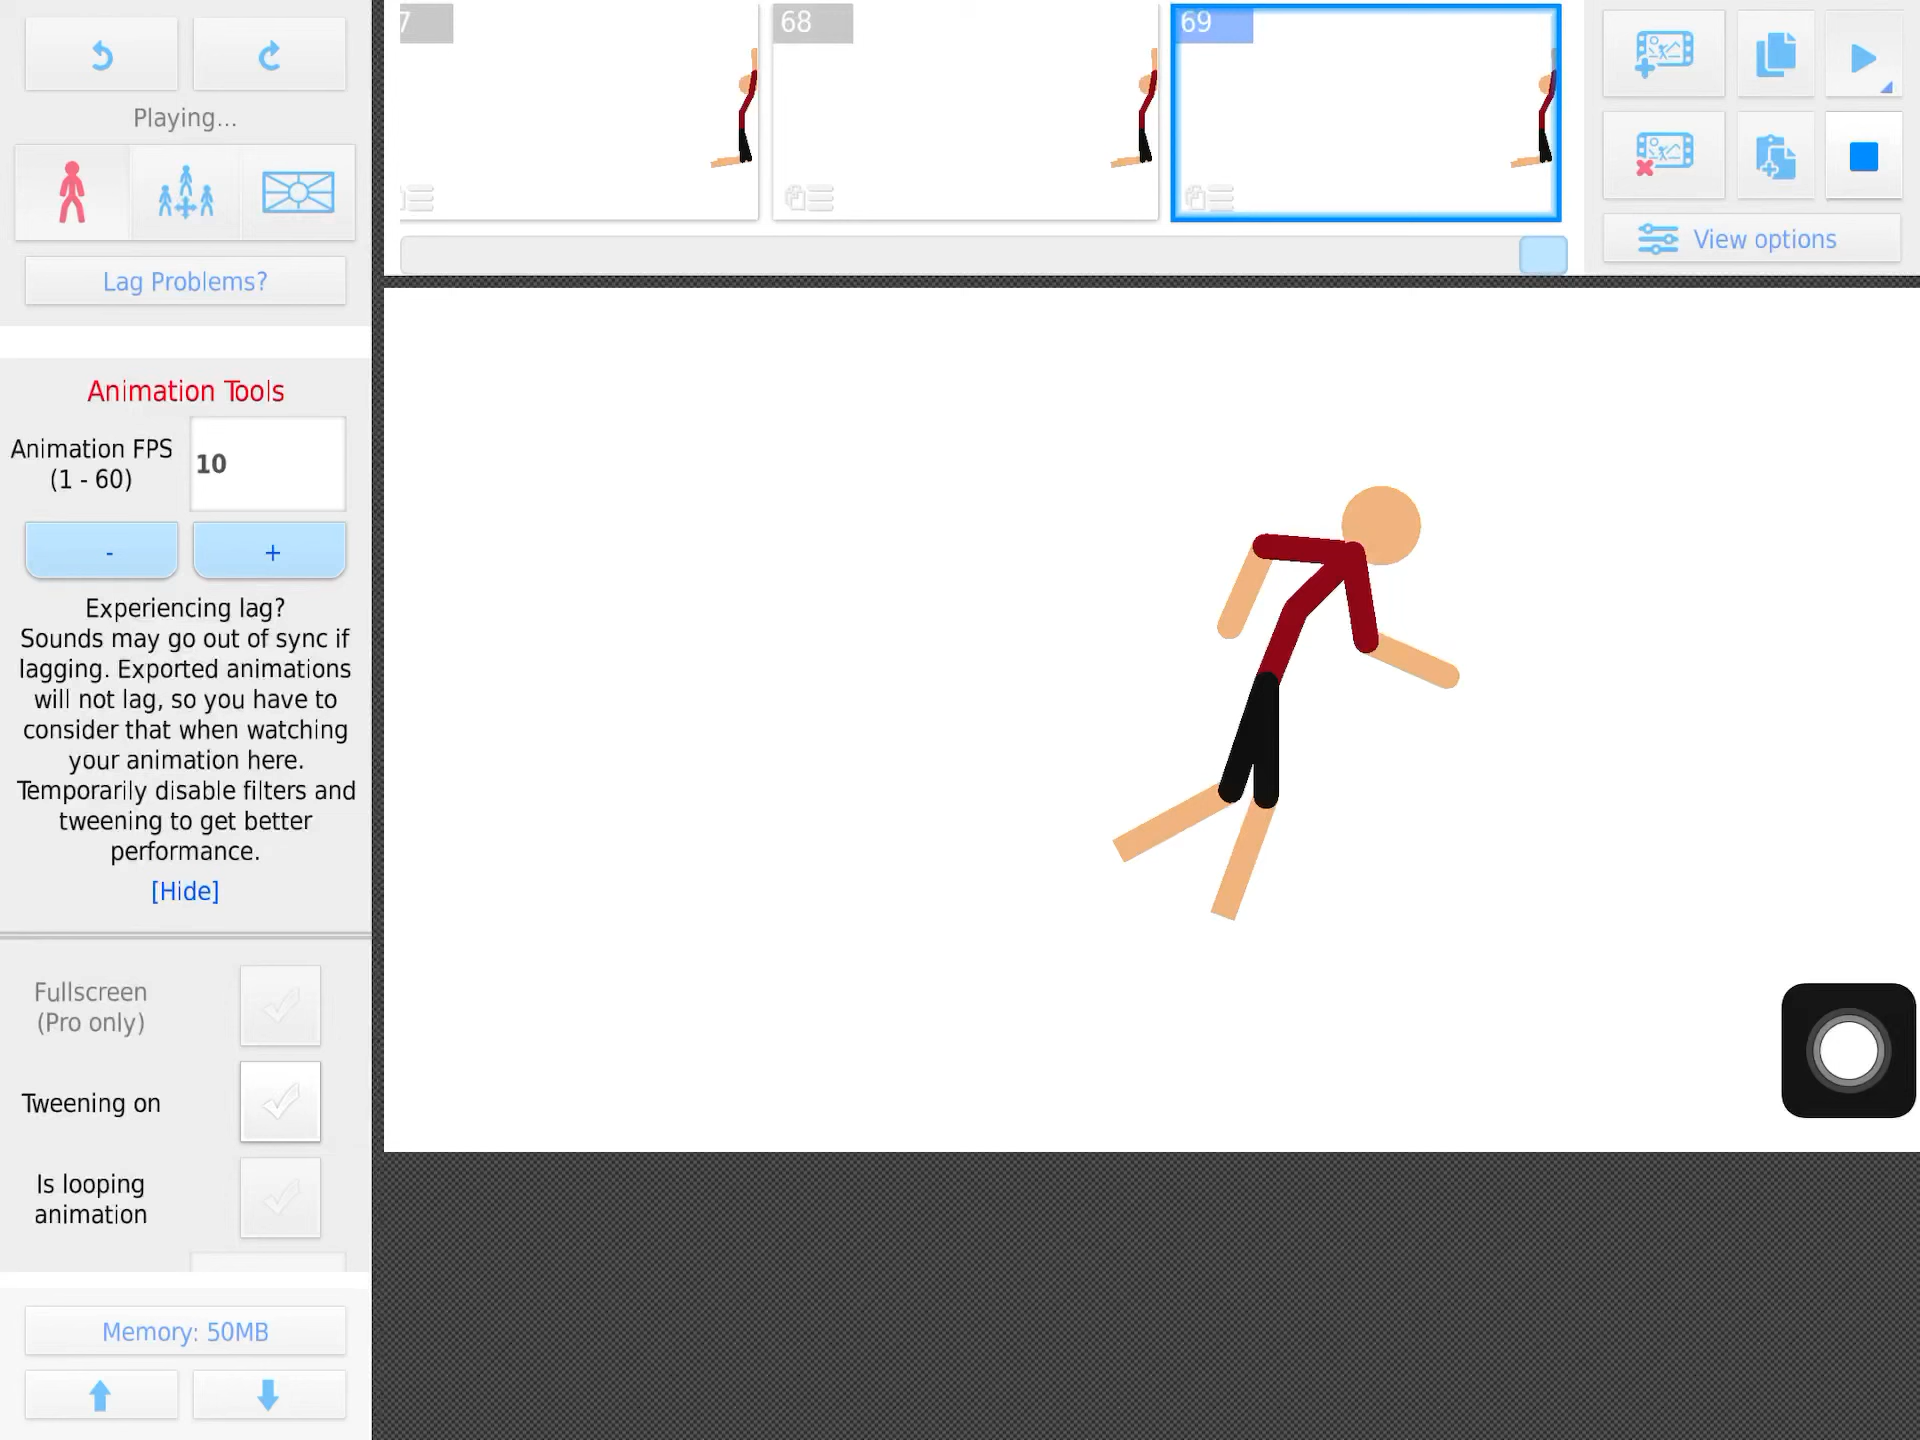 7
68
69
Playing...
View options
Lag Problems?
Animation Tools
Animation FPS
(1 - 60)
10
-
+
Experiencing lag?
Sounds may go out of sync if
lagging. Exported animations
will not lag, so you have to
consider that when watching
your animation here.
Temporarily disable filters and
tweening to get better
performance.
[Hide]
Fullscreen
(Pro only)
Tweening on
Is looping
animation
Memory: 50MB